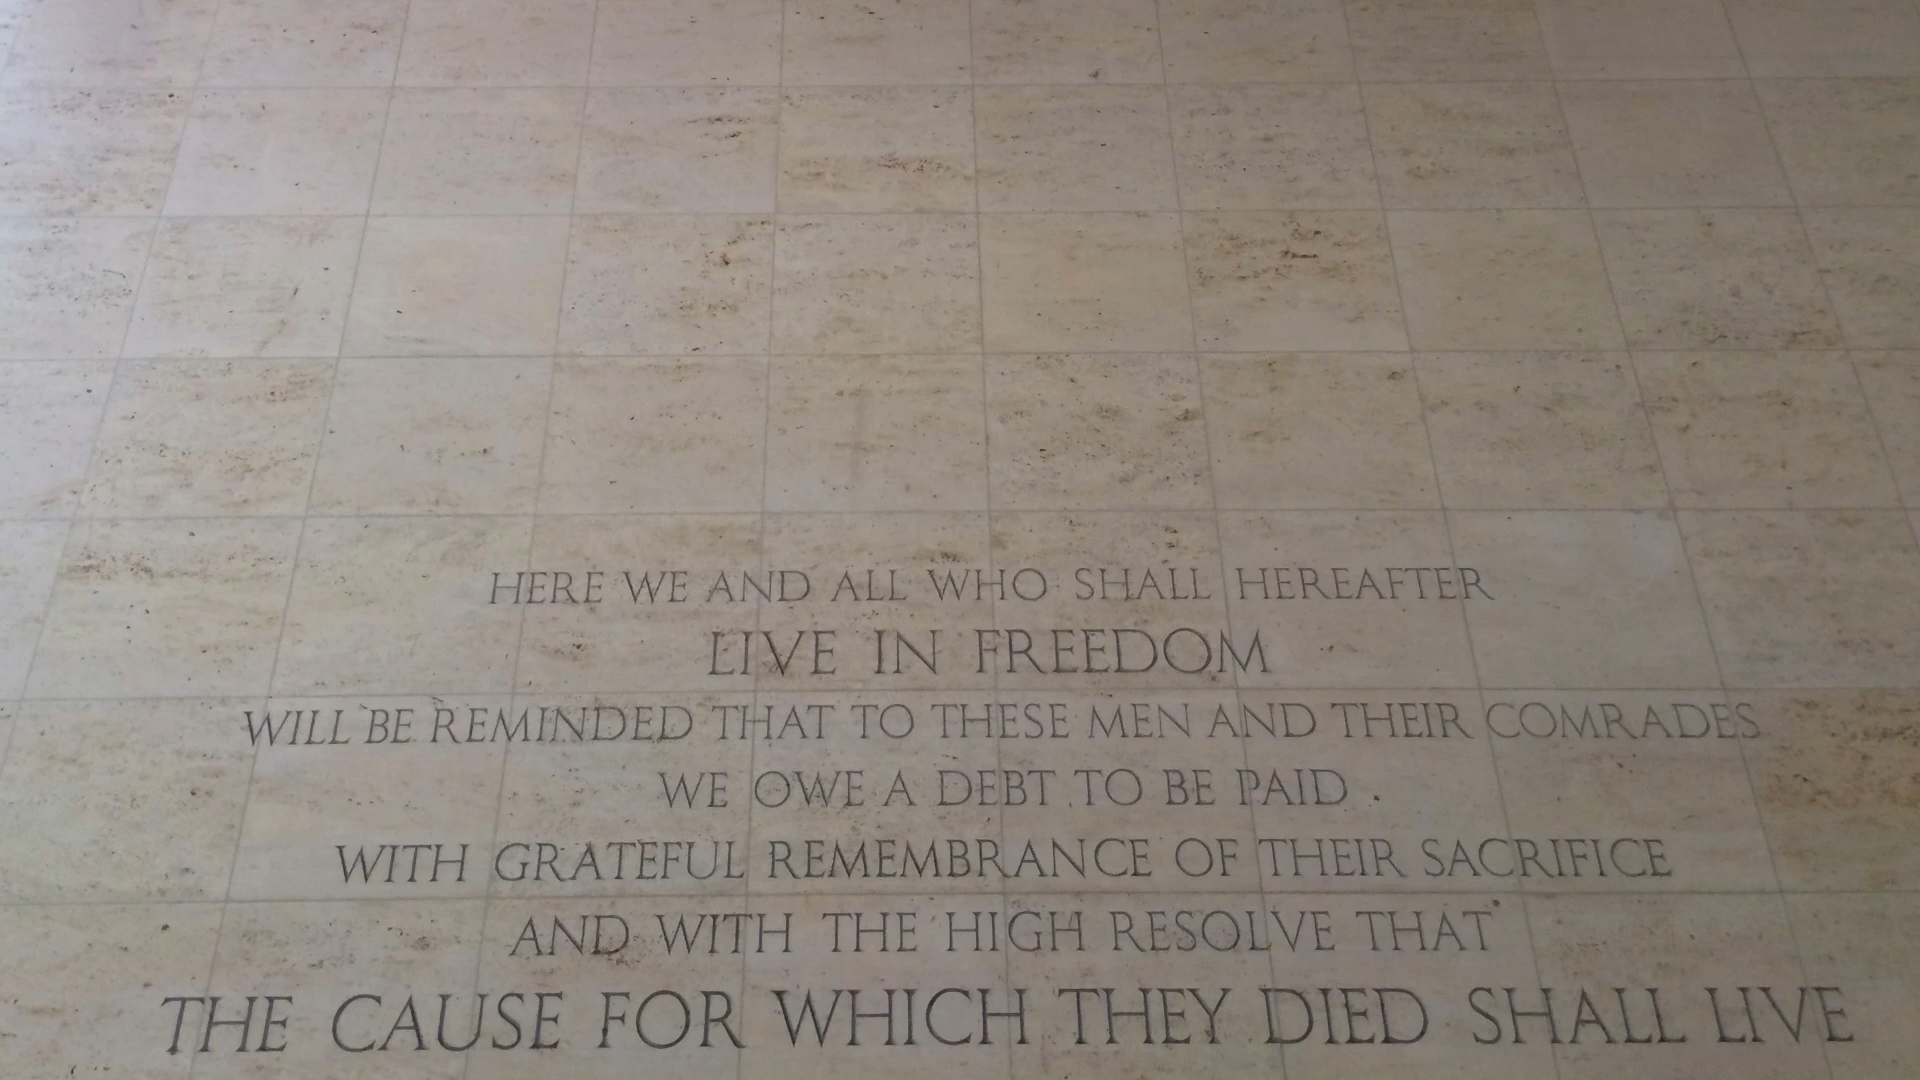 HERE WE AND ALL WHO SHALL HEREAFTER
LIVE IN FREEDOM
WILL BE REMINDED THAT TO THESE MEN AND THEIR COMRADES
WE OWE A DEBT TO BE PAID
WITH GRATEFUL REMEMBRANCE OF THEIR SACRIFICE
AND WITH THE HIGH RESOLVE THAT
THE CAUSE FOR WHICH THEY DIED SHALL LIVE